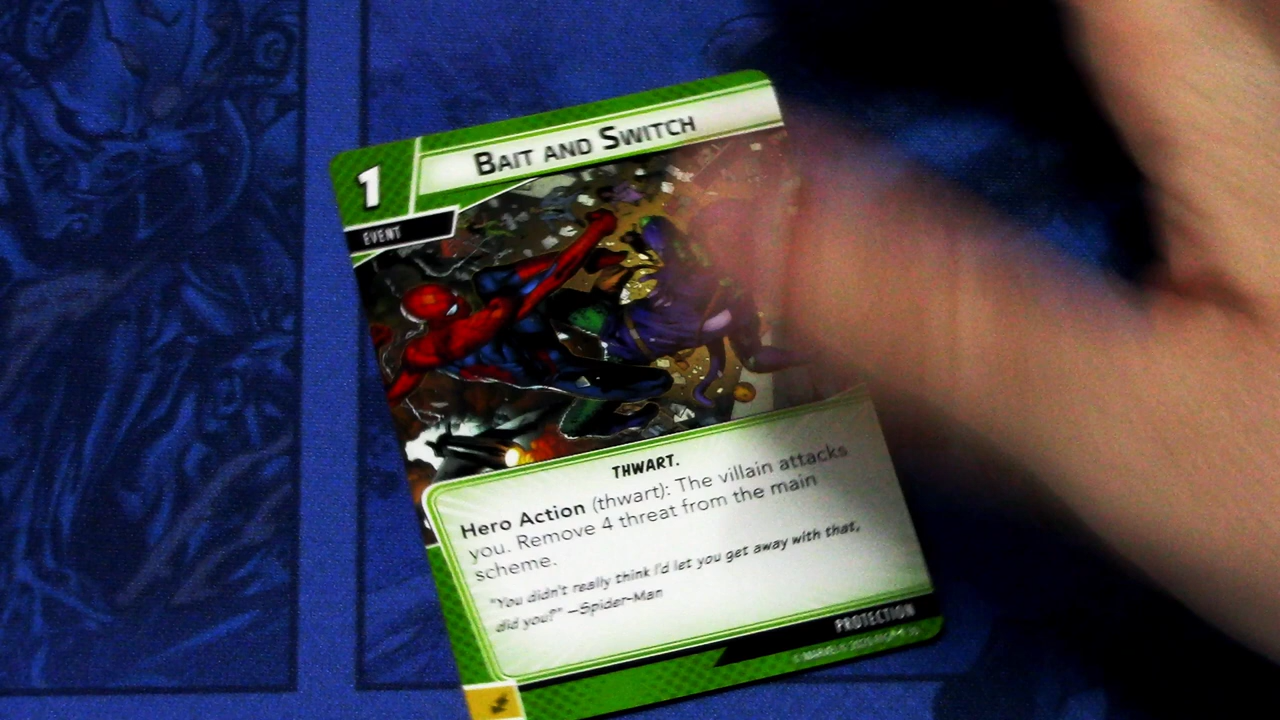 BAIT AND SWITCH
1
EVENT
THWART.
Hero Action (thwart): The villain attacks
you. Remove 4 threat from the main
scheme.
"You didn't really think I'd let you get away with that,
did you?" —Spider-Man
PROTECTION
© MARVEL